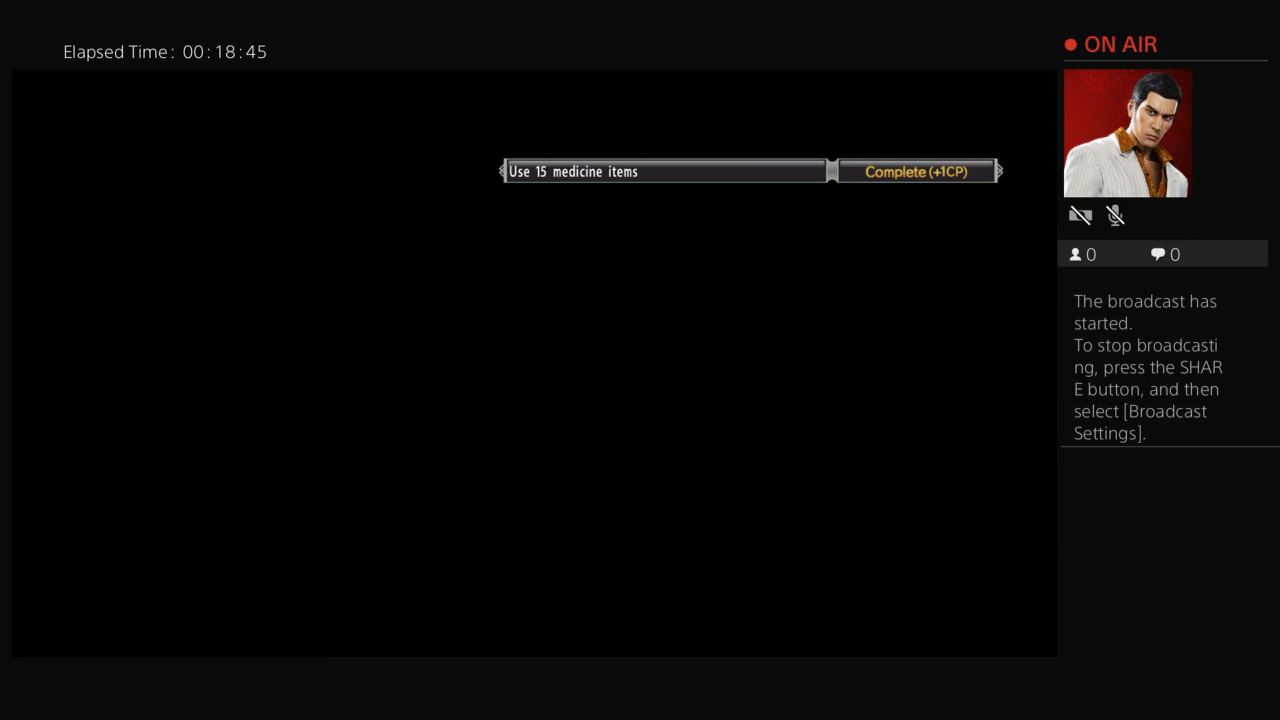 Elapsed Time: 00:18:45
ON AIR
Use 15 medicine items
Complete (+1CP)
0
0
The broadcast has
started.
To stop broadcasti
ng, press the SHAR
E button, and then
select [Broadcast
Settings].